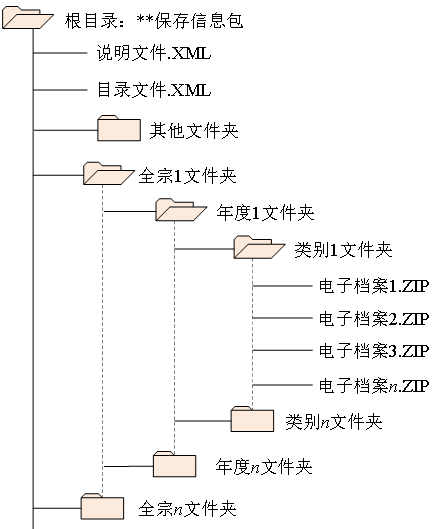 根目录：**保存信息包
说明文件.XML
目录文件.XML
其他文件夹
全宗1文件夹
年度1文件夹
类别1文件夹
电子档案1.ZIP
电子档案2.ZIP
电子档案3.ZIP
电子档案n.ZIP
类别n文件夹
年度n文件夹
全宗n文件夹